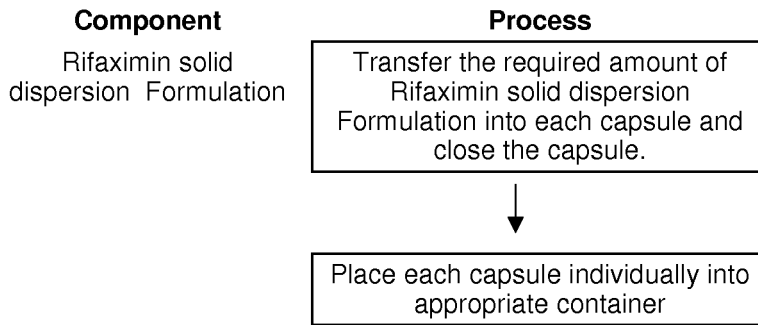 Component
Process
Rifaximin solid
dispersion Formulation
Transfer the required amount of
Rifaximin solid dispersion
Formulation into each capsule and
close the capsule.
Place each capsule individually into
appropriate container